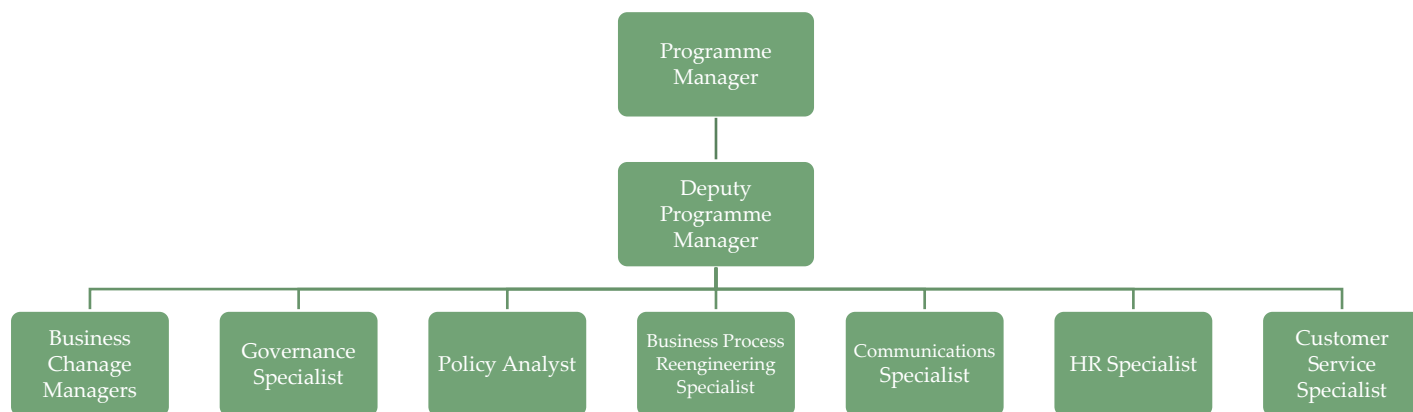 Programme
Manager
Deputy
Programme
Manager
Business
Chanage
Managers
Governance
Specialist
Policy Analyst
Business Process
Reengineering
Specialist
Communications
Specialist
HR Specialist
Customer
Service
Specialist